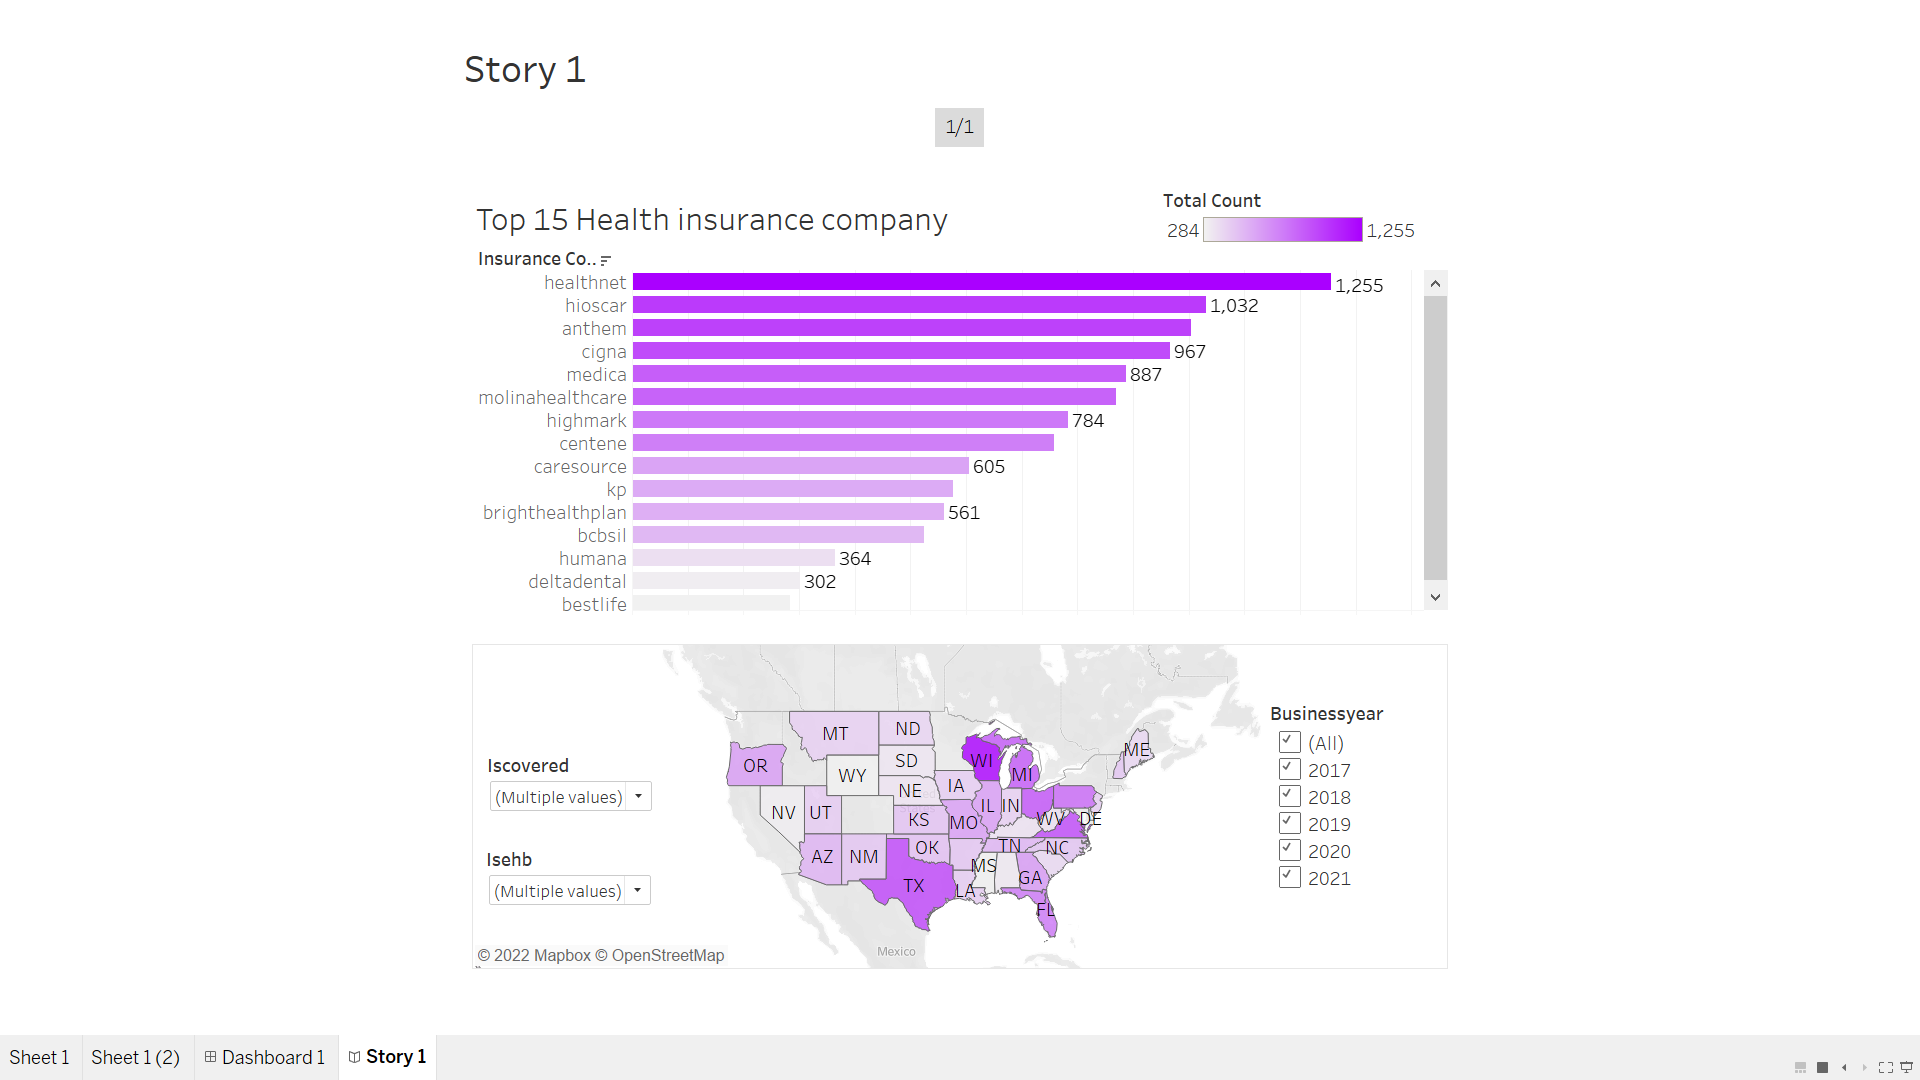 Story 1
1/1
Top 15 Health insurance company
Total Count
284 1,255
Insurance Co..
healthnet 1,255
hioscar 1,032
anthem
cigna 967
medica 887
molinahealthcare
highmark 784
centene
caresource 605
kp
brighthealthplan 561
bcbsil
humana 364
deltadental 302
bestlife
Iscovered
(Multiple values)
Isehb
(Multiple values)
MT ND
OR WY SD WI MI ME
NE IA
NV UT KS MO IL IN WV DE
AZ NM OK TN NC
TX LA MS GA
FL
Mexico
© 2022 Mapbox © OpenStreetMap
Businessyear
(All)
2017
2018
2019
2020
2021
Sheet 1 Sheet 1 (2) Dashboard 1 Story 1